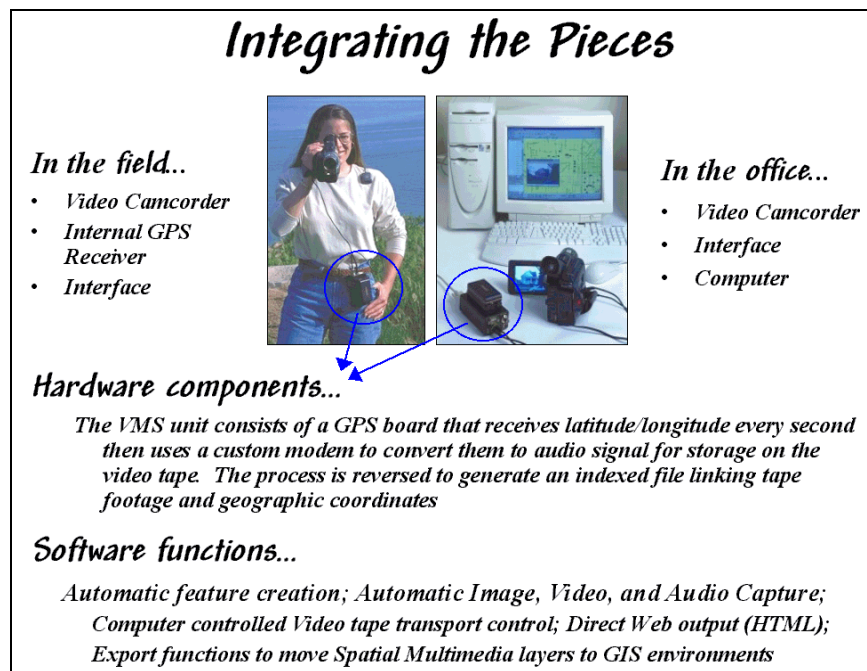 Integrating the Pieces
In the field...
• Video Camcorder
• Internal GPS
Receiver
• Interface
In the office...
• Video Camcorder
• Interface
• Computer
Hardware components...
The VMS unit consists of a GPS board that receives latitude/longitude every second
then uses a custom modem to convert them to audio signal for storage on the
video tape. The process is reversed to generate an indexed file linking tape
footage and geographic coordinates
Software functions...
Automatic feature creation; Automatic Image, Video, and Audio Capture;
Computer controlled Video tape transport control; Direct Web output (HTML);
Export functions to move Spatial Multimedia layers to GIS environments